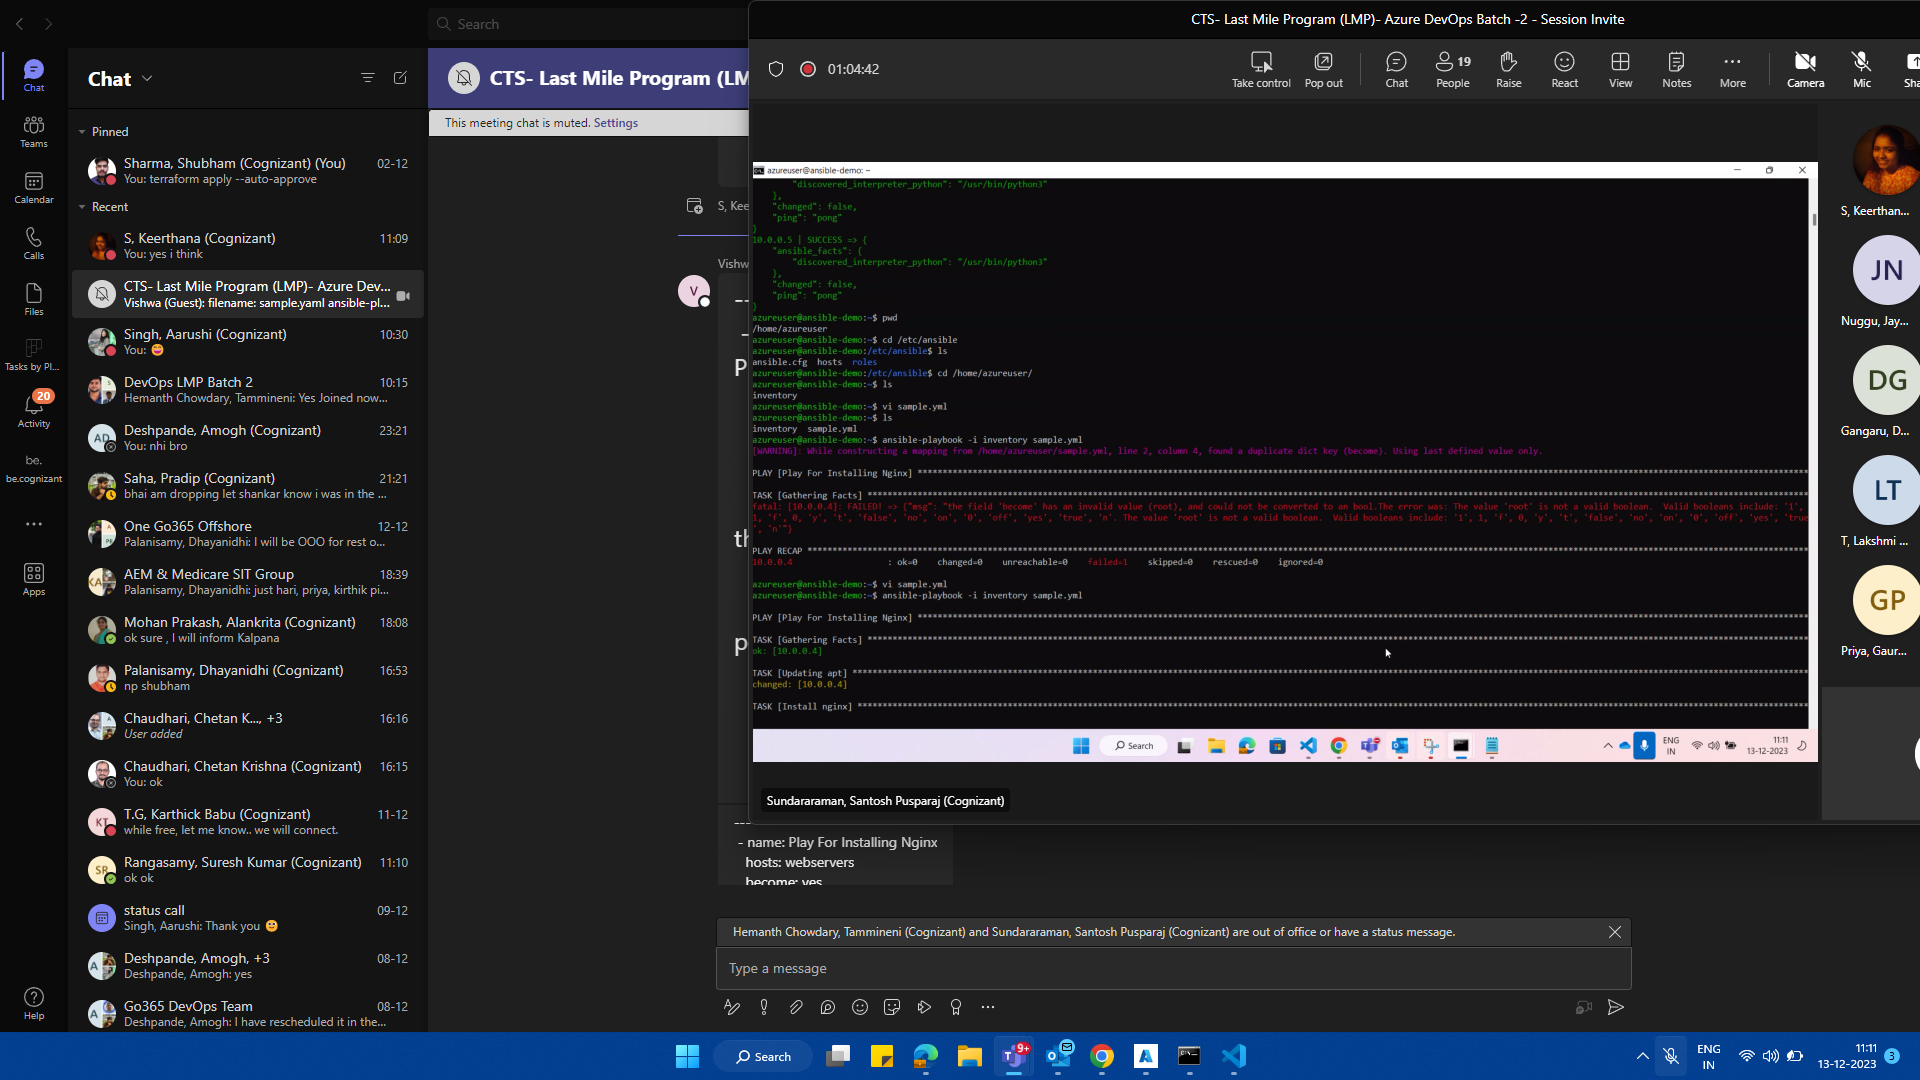 Search
CTS- Last Mile Program (LMP)- Azure DevOps Batch -2 - Session Invite
Chat
Teams
Calendar
Calls
Files
Tasks by Pl...
20
Activity
be.
be.cognizant
Apps
Help
Chat
Pinned
Sharma, Shubham (Cognizant) (You) 02-12
You: terraform apply --auto-approve
Recent
S, Keerthana (Cognizant) 11:09
You: yes i think
CTS- Last Mile Program (LMP)- Azure Dev...
Vishwa (Guest): filename: sample.yaml ansible-pl...
Singh, Aarushi (Cognizant) 10:30
You: 😄
DevOps LMP Batch 2 10:15
Hemanth Chowdary, Tammineni: Yes Joined now...
AD
Deshpande, Amogh (Cognizant) 23:21
You: nhi bro
Saha, Pradip (Cognizant) 21:21
bhai am dropping let shankar know i was in the ...
One Go365 Offshore 12-12
Palanisamy, Dhayanidhi: I will be OOO for rest o...
AEM & Medicare SIT Group 18:39
Palanisamy, Dhayanidhi: just hari, priya, kirthik pi...
Mohan Prakash, Alankrita (Cognizant) 18:08
ok sure , I will inform Kalpana
Palanisamy, Dhayanidhi (Cognizant) 16:53
np shubham
Chaudhari, Chetan K..., +3 16:16
User added
Chaudhari, Chetan Krishna (Cognizant) 16:15
You: ok
KT
T.G, Karthick Babu (Cognizant) 11-12
while free, let me know.. we will connect.
SR
Rangasamy, Suresh Kumar (Cognizant) 11:10
ok ok
status call 09-12
Singh, Aarushi: Thank you 🙂
Deshpande, Amogh, +3 08-12
Deshpande, Amogh: yes
Go365 DevOps Team 08-12
Deshpande, Amogh: I have rescheduled it in the...
CTS- Last Mile Program (LM
This meeting chat is muted. Settings
S, Kee
Vishw
V
01:04:42
Take control
Pop out
Chat
19
People
Raise
React
View
Notes
More
Camera
Mic
Sha
azureuser@ansible-demo: ~
"discovered_interpreter_python": "/usr/bin/python3"
},
"changed": false,
"ping": "pong"
}
10.0.0.5 | SUCCESS => {
"ansible_facts": {
"discovered_interpreter_python": "/usr/bin/python3"
},
"changed": false,
"ping": "pong"
}
azureuser@ansible-demo:~$ pwd
/home/azureuser
azureuser@ansible-demo:~$ cd /etc/ansible
azureuser@ansible-demo:/etc/ansible$ ls
ansible.cfg hosts roles
azureuser@ansible-demo:/etc/ansible$ cd /home/azureuser/
azureuser@ansible-demo:~$ ls
inventory
azureuser@ansible-demo:~$ vi sample.yml
azureuser@ansible-demo:~$ ls
inventory sample.yml
azureuser@ansible-demo:~$ ansible-playbook -i inventory sample.yml
[WARNING]: While constructing a mapping from /home/azureuser/sample.yml, line 2, column 4, found a duplicate dict key (become). Using last defined value only.
PLAY [Play For Installing Nginx]
TASK [Gathering Facts]
fatal: [10.0.0.4]: FAILED! => {"msg": "the field 'become' has an invalid value (root), and could not be converted to an bool.The error was: The value 'root' is not a valid boolean. Valid booleans include: '1',
1, 'f', 0, 'y', 't', 'false', 'no', 'on', '0', 'off', 'yes', 'true', 'n'. The value 'root' is not a valid boolean. Valid booleans include: '1', 1, 'f', 0, 'y', 't', 'false', 'no', 'on', '0', 'off', 'yes', 'true
', 'n'"}
PLAY RECAP
10.0.0.4 : ok=0 changed=0 unreachable=0 failed=1 skipped=0 rescued=0 ignored=0
azureuser@ansible-demo:~$ vi sample.yml
azureuser@ansible-demo:~$ ansible-playbook -i inventory sample.yml
PLAY [Play For Installing Nginx]
TASK [Gathering Facts]
ok: [10.0.0.4]
TASK [Updating apt]
changed: [10.0.0.4]
TASK [Install nginx]
Search
ENG
IN
11:11
13-12-2023
Sundararaman, Santosh Pusparaj (Cognizant)
S, Keerthan...
JN
Nuggu, Jay...
DG
Gangaru, D...
LT
T, Lakshmi ...
GP
Priya, Gaur...
---
- name: Play For Installing Nginx
hosts: webservers
become: yes
Hemanth Chowdary, Tammineni (Cognizant) and Sundararaman, Santosh Pusparaj (Cognizant) are out of office or have a status message.
Type a message
Search
9+
ENG
IN
11:11
13-12-2023
3